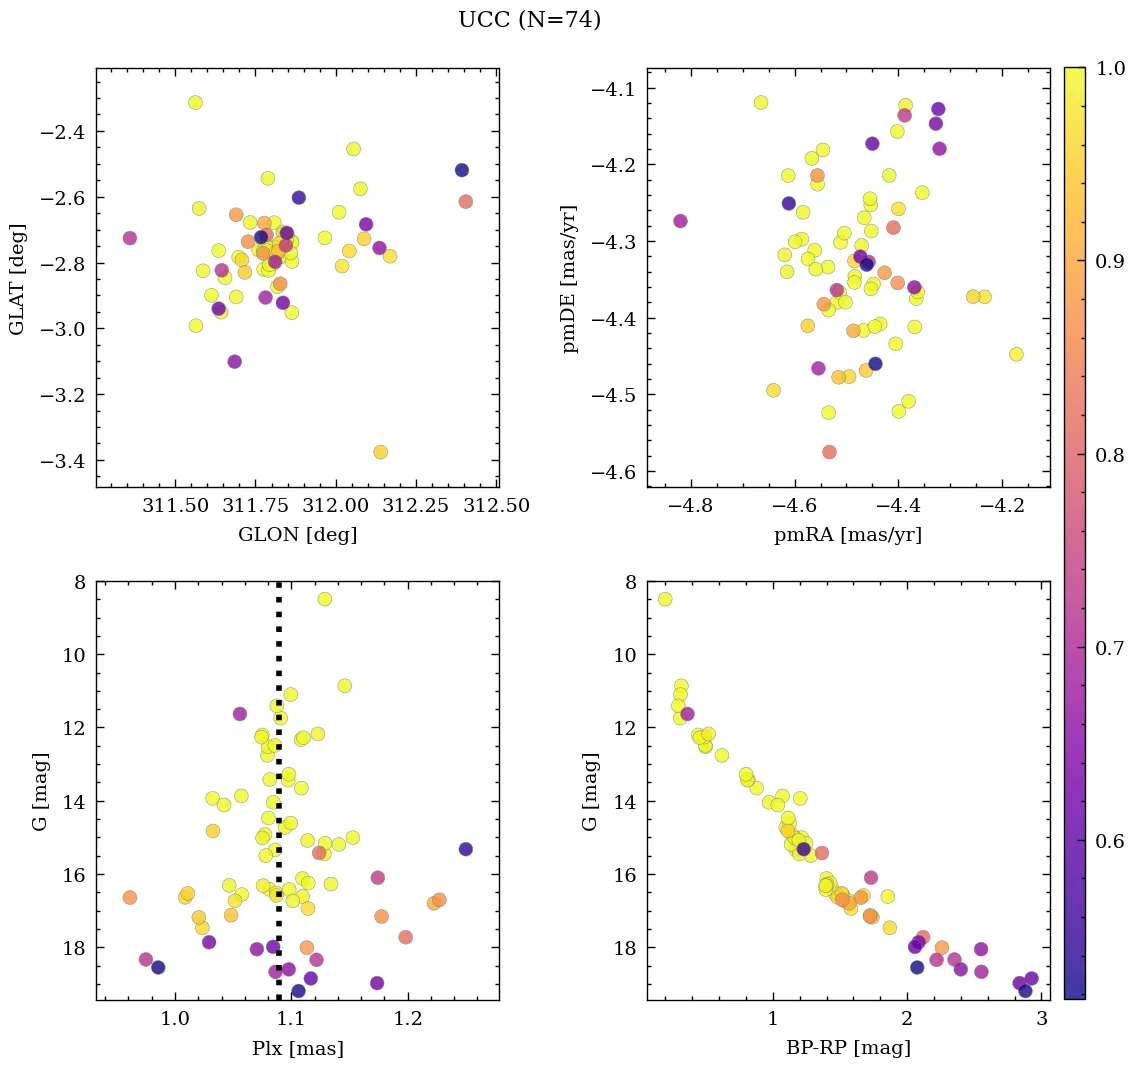 UCC (N=74)
−2.4
−2.6
−2.8
−3.0
−3.2
−3.4
GLAT [deg]
311.50 311.75 312.00 312.25 312.50
GLON [deg]
−4.1
−4.2
−4.3
−4.4
−4.5
−4.6
pmDE [mas/yr]
−4.8 −4.6 −4.4 −4.2
pmRA [mas/yr]
8
10
12
14
16
18
G [mag]
1.0 1.1 1.2
Plx [mas]
8
10
12
14
16
18
G [mag]
1 2 3
BP-RP [mag]
1.0
0.9
0.8
0.7
0.6